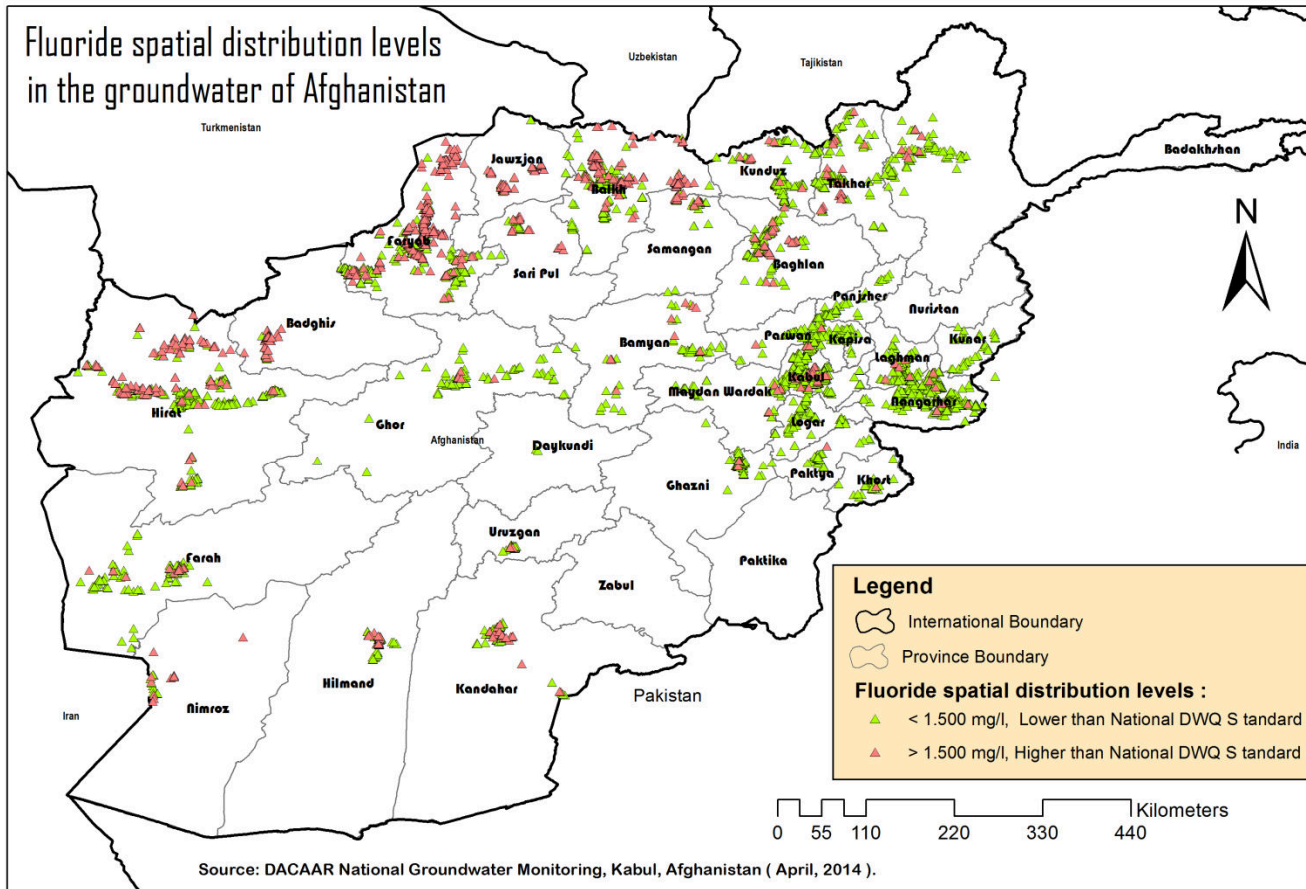 Fluoride spatial distribution levels
in the groundwater of Afghanistan
Uzbekistan
Tajikistan
Turkmenistan
Badakhshan
Jawzjan
Kunduz
Balkh
Takhar
N
Faryab
Samangan
Sari Pul
Baghlan
Panjsher
Nuristan
Badghis
Parwan
Kapisa
Kunar
Bamyan
Laghman
Kabul
Meydan Wardak
Nangarhar
Hirat
Ghor
Logar
Afghanistan
Daykundi
India
Paktya
Khost
Ghazni
Uruzgan
Farah
Paktika
Zabul
Legend
International Boundary
Province Boundary
Hilmand
Kandahar
Pakistan
Nimroz
Iran
Fluoride spatial distribution levels :
< 1.500 mg/l, Lower than National DWQ S tandard
> 1.500 mg/l, Higher than National DWQ S tandard
Kilometers
0 55 110 220 330 440
Source: DACAAR National Groundwater Monitoring, Kabul, Afghanistan ( April, 2014 ).